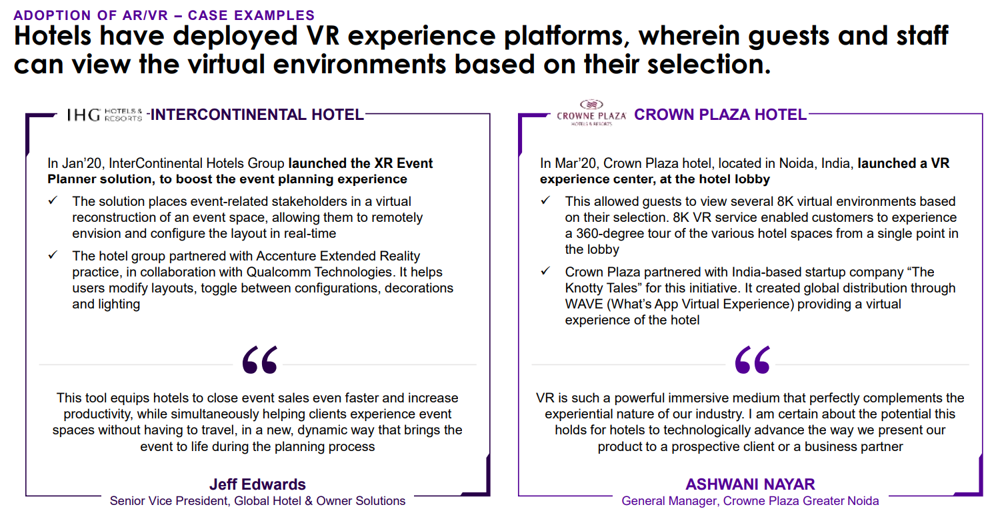 ADOPTION OF AR/VR – CASE EXAMPLES
Hotels have deployed VR experience platforms, wherein guests and staff
can view the virtual environments based on their selection.
IHG HOTELS & RESORTS -INTERCONTINENTAL HOTEL
In Jan’20, InterContinental Hotels Group launched the XR Event
Planner solution, to boost the event planning experience
✓ The solution places event-related stakeholders in a virtual
reconstruction of an event space, allowing them to remotely
envision and configure the layout in real-time
✓ The hotel group partnered with Accenture Extended Reality
practice, in collaboration with Qualcomm Technologies. It helps
users modify layouts, toggle between configurations, decorations
and lighting
“
This tool equips hotels to close event sales even faster and increase
productivity, while simultaneously helping clients experience event
spaces without having to travel, in a new, dynamic way that brings the
event to life during the planning process
Jeff Edwards
Senior Vice President, Global Hotel & Owner Solutions
CROWNE PLAZA HOTELS & RESORTS CROWN PLAZA HOTEL
In Mar’20, Crown Plaza hotel, located in Noida, India, launched a VR
experience center, at the hotel lobby
✓ This allowed guests to view several 8K virtual environments based
on their selection. 8K VR service enabled customers to experience
a 360-degree tour of the various hotel spaces from a single point in
the lobby
✓ Crown Plaza partnered with India-based startup company “The
Knotty Tales” for this initiative. It created global distribution through
WAVE (What’s App Virtual Experience) providing a virtual
experience of the hotel
“
VR is such a powerful immersive medium that perfectly complements the
experiential nature of our industry. I am certain about the potential this
holds for hotels to technologically advance the way we present our
product to a prospective client or a business partner
ASHWANI NAYAR
General Manager, Crowne Plaza Greater Noida